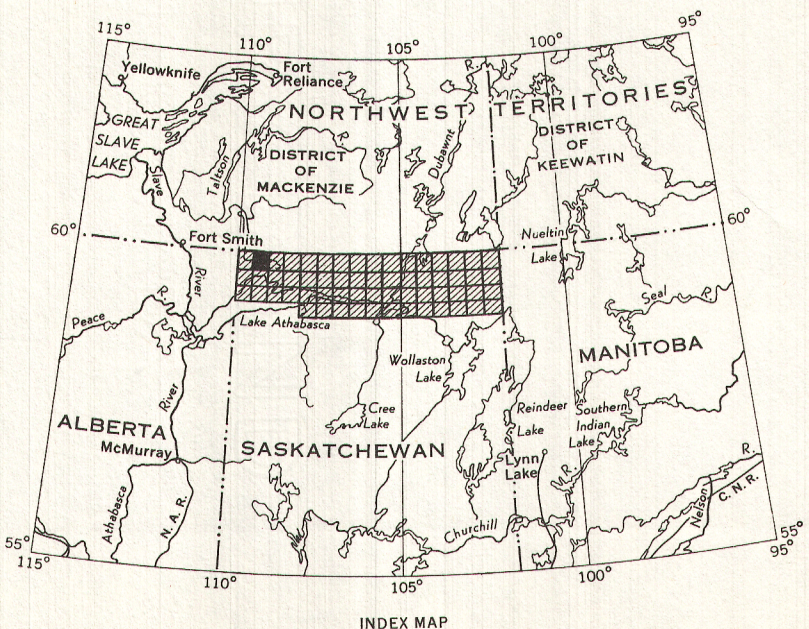 115°
110°
105°
100°
95°
Yellowknife
Fort
Reliance
R.
NORTHWEST TERRITORIES
GREAT
SLAVE
LAKE
Slave
Taltson
R.
DISTRICT
OF
MACKENZIE
Dubawnt
DISTRICT
OF
KEEWATIN
60°
Fort Smith
Nueltin
Lake
60°
River
Peace
R.
Lake Athabasca
Seal R.
Wollaston
Lake
MANITOBA
River
Cree
Lake
Reindeer
Lake
Southern
Indian
Lake
ALBERTA
McMurray
SASKATCHEWAN
Lynn
Lake
R.
R.
C.N.R.
Nelson
Athabasca
N.A.R.
Churchill
55°
115°
110°
105°
100°
55°
95°
INDEX MAP